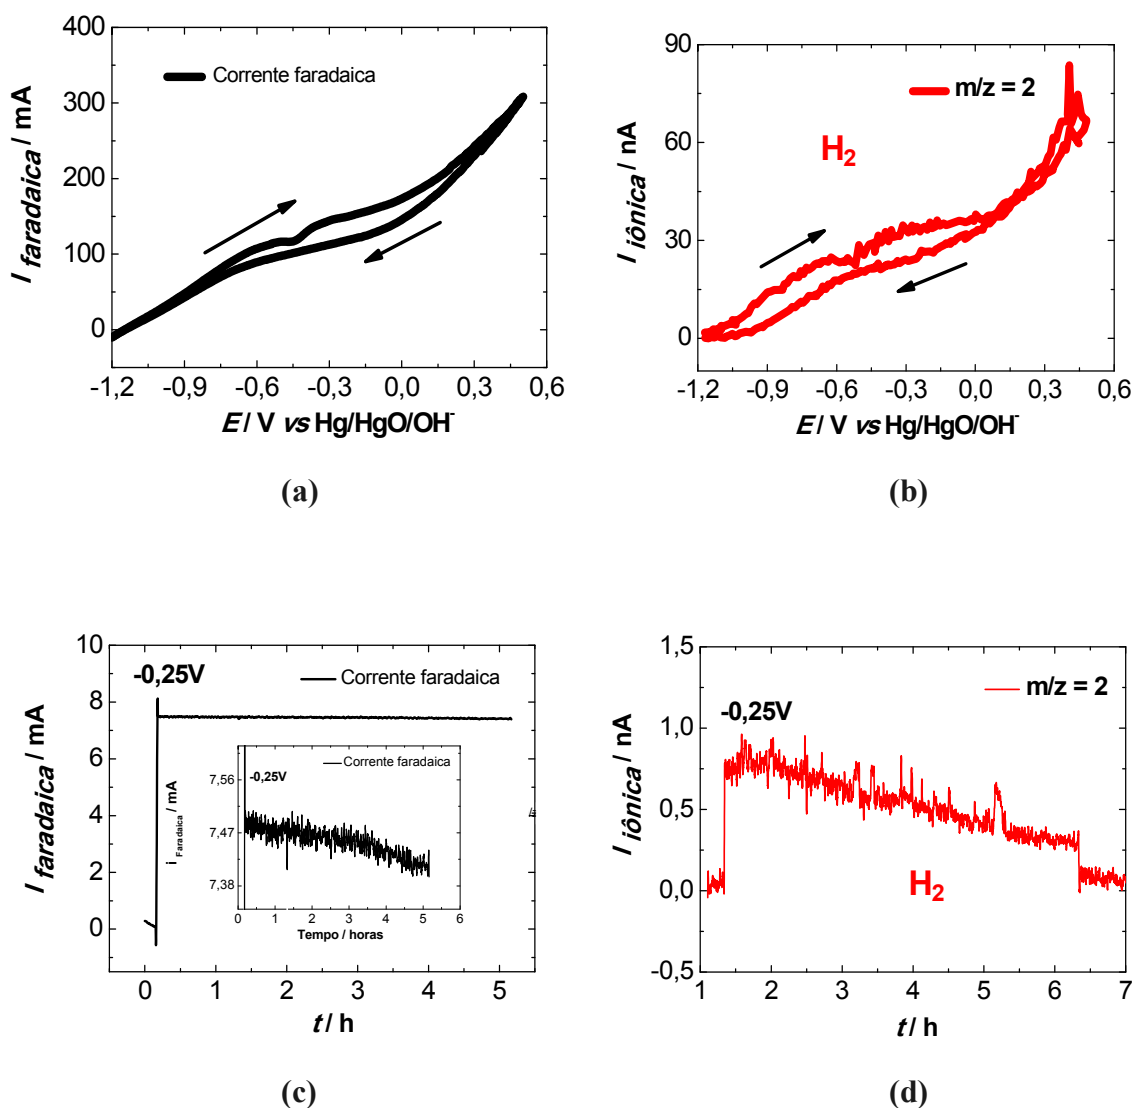 400
300
200
100
0
I faradaica / mA
Corrente faradaica
-1,2 -0,9 -0,6 -0,3 0,0 0,3 0,6
E / V vs Hg/HgO/OH⁻
(a)
90
60
30
0
I iônica / nA
m/z = 2
H₂
-1,2 -0,9 -0,6 -0,3 0,0 0,3 0,6
E / V vs Hg/HgO/OH⁻
(b)
10
8
6
4
2
0
I faradaica / mA
-0,25V
Corrente faradaica
7,56
7,47
7,38
i Faradaica / mA
-0,25V
Corrente faradaica
0 1 2 3 4 5 6
Tempo / horas
0 1 2 3 4 5
t / h
(c)
1,5
1,0
0,5
0,0
-0,5
I iônica / nA
m/z = 2
-0,25V
H₂
1 2 3 4 5 6 7
t / h
(d)